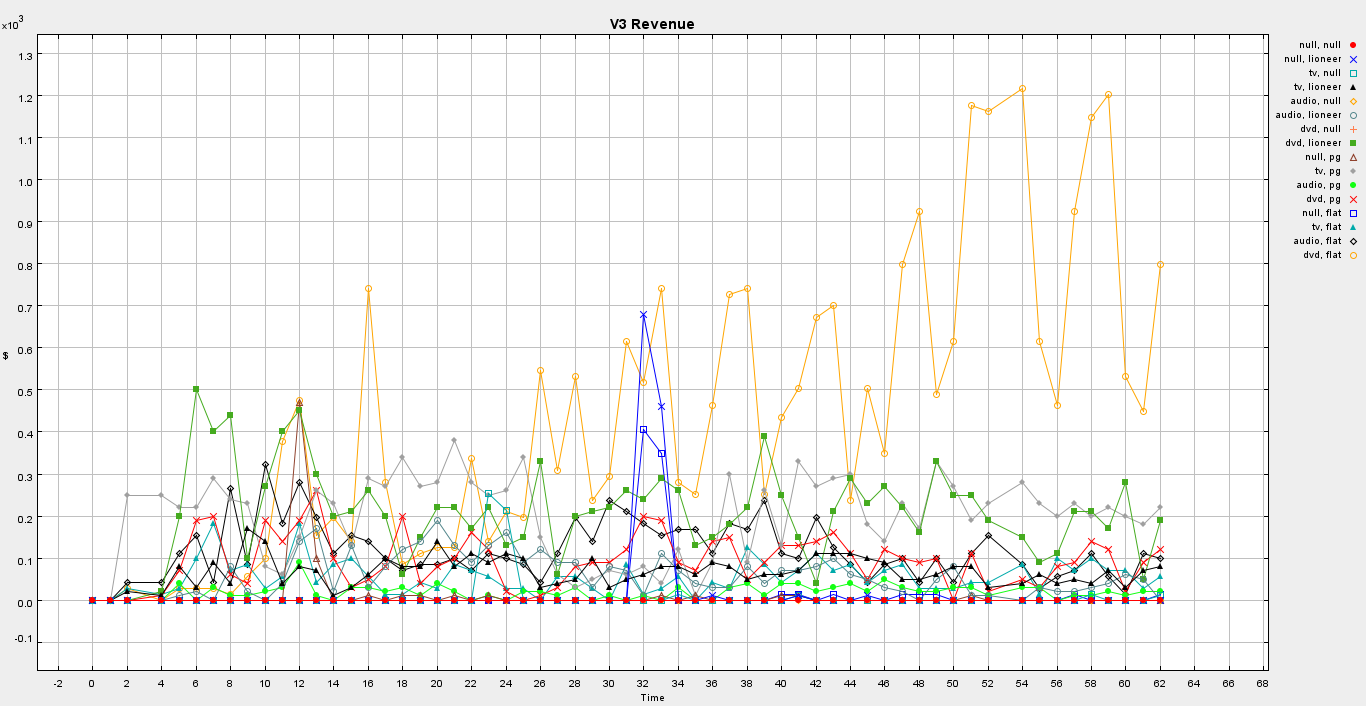 V3 Revenue
x10³
1.3
1.2
1.1
1.0
0.9
0.8
0.7
0.6
$
0.5
0.4
0.3
0.2
0.1
0.0
-0.1
-2 0 2 4 6 8 10 12 14 16 18 20 22 24 26 28 30 32 34 36 38 40 42 44 46 48 50 52 54 56 58 60 62 64 66 68
Time
null, null
null, lioneer
tv, null
tv, lioneer
audio, null
audio, lioneer
dvd, null
dvd, lioneer
null, pg
tv, pg
audio, pg
dvd, pg
null, flat
tv, flat
audio, flat
dvd, flat